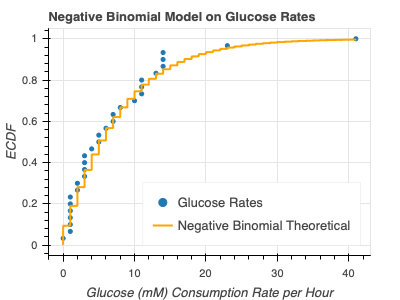 Negative Binomial Model on Glucose Rates
1
0.8
0.6
0.4
0.2
0
ECDF
Glucose Rates
Negative Binomial Theoretical
0 10 20 30 40
Glucose (mM) Consumption Rate per Hour